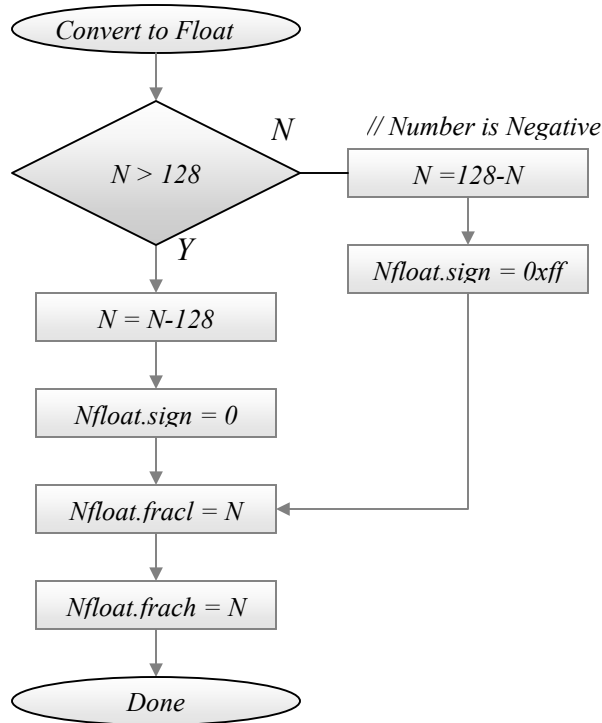 Convert to Float
N
// Number is Negative
N > 128
N =128-N
Y
Nfloat.sign = 0xff
N = N-128
Nfloat.sign = 0
Nfloat.fracl = N
Nfloat.frach = N
Done